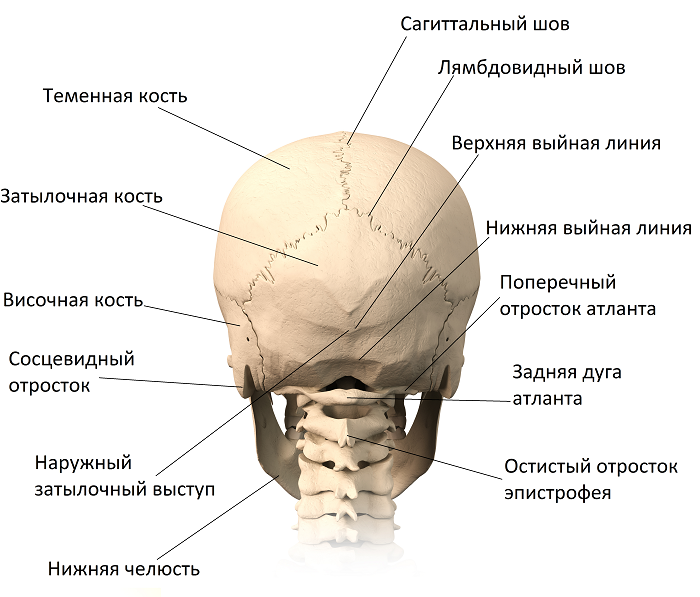 Сагиттальный шов
Лямбдовидный шов
Теменная кость
Верхняя выйная линия
Затылочная кость
Нижняя выйная линия
Поперечный
отросток атланта
Височная кость
Сосцевидный
отросток
Задняя дуга
атланта
Наружный
затылочный выступ
Остистый отросток
эпистрофея
Нижняя челюсть